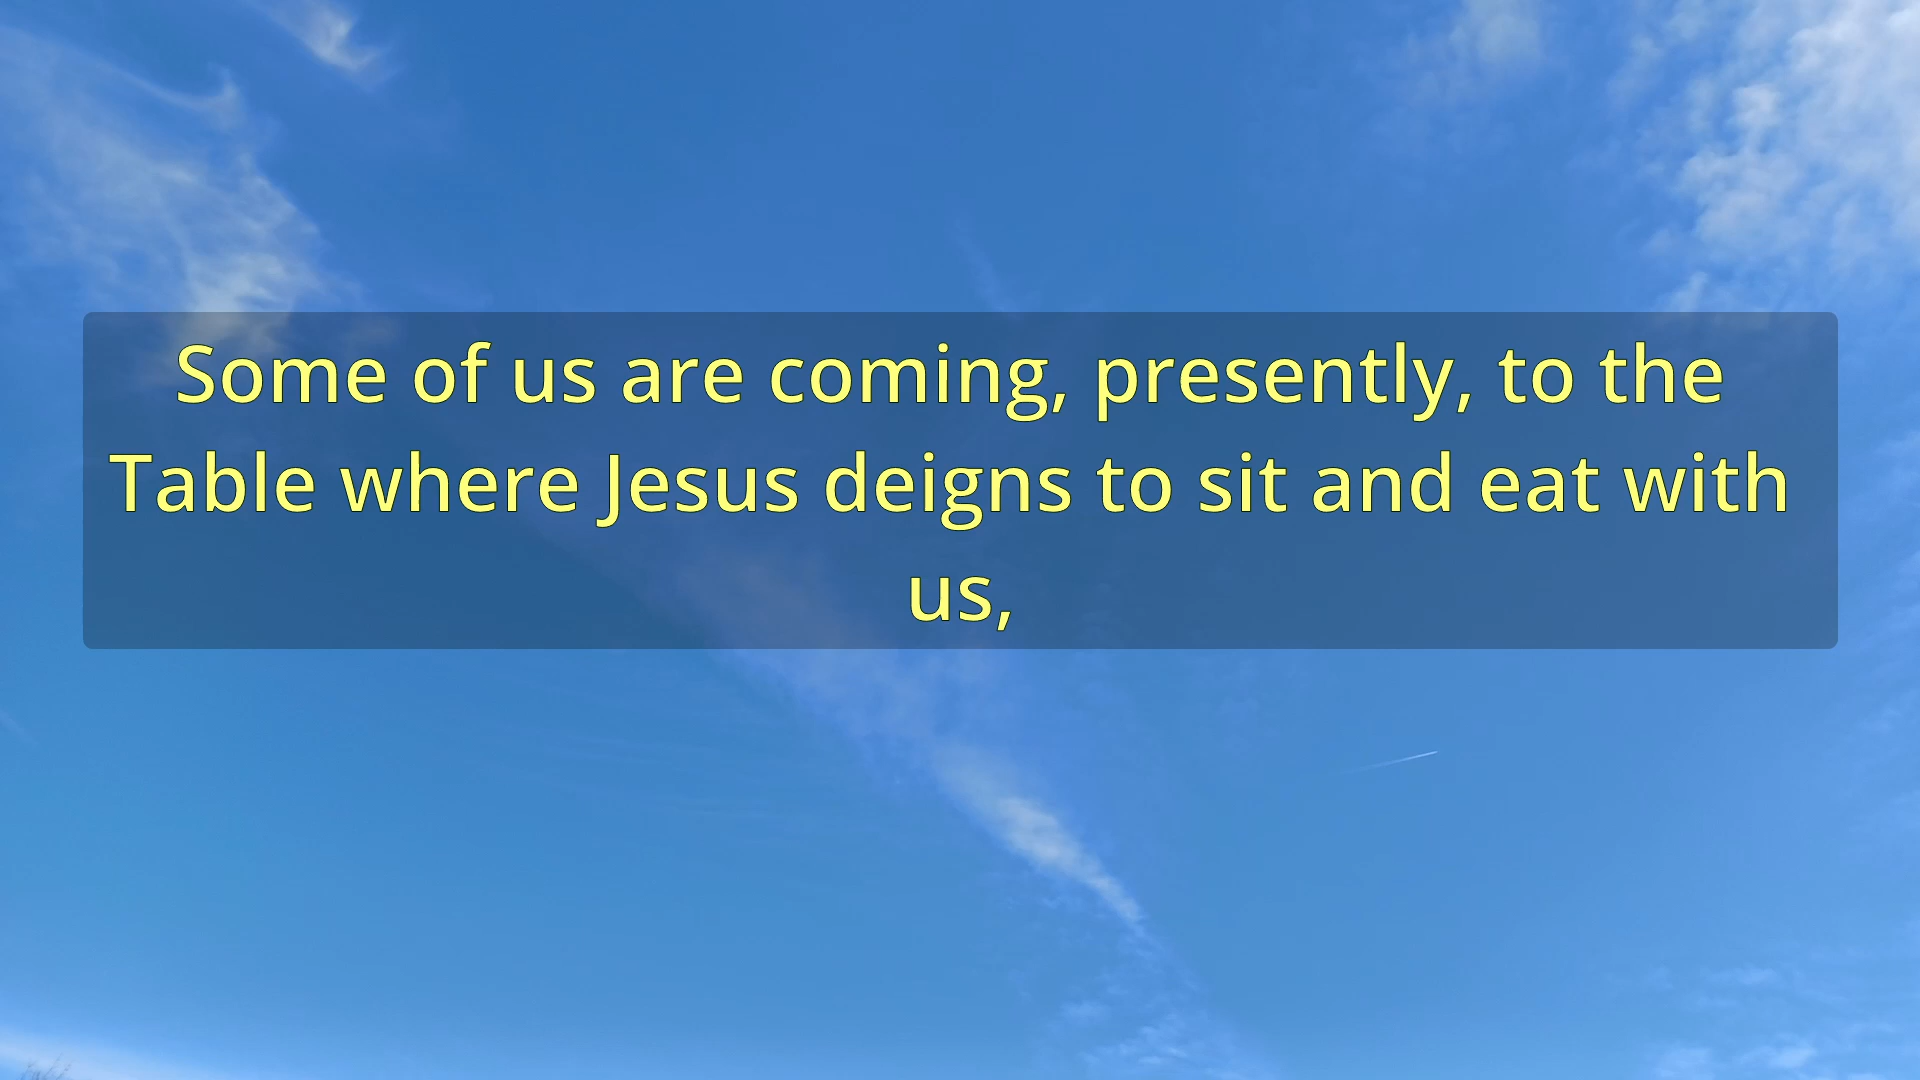 Some of us are coming, presently, to the
Table where Jesus deigns to sit and eat with
us,